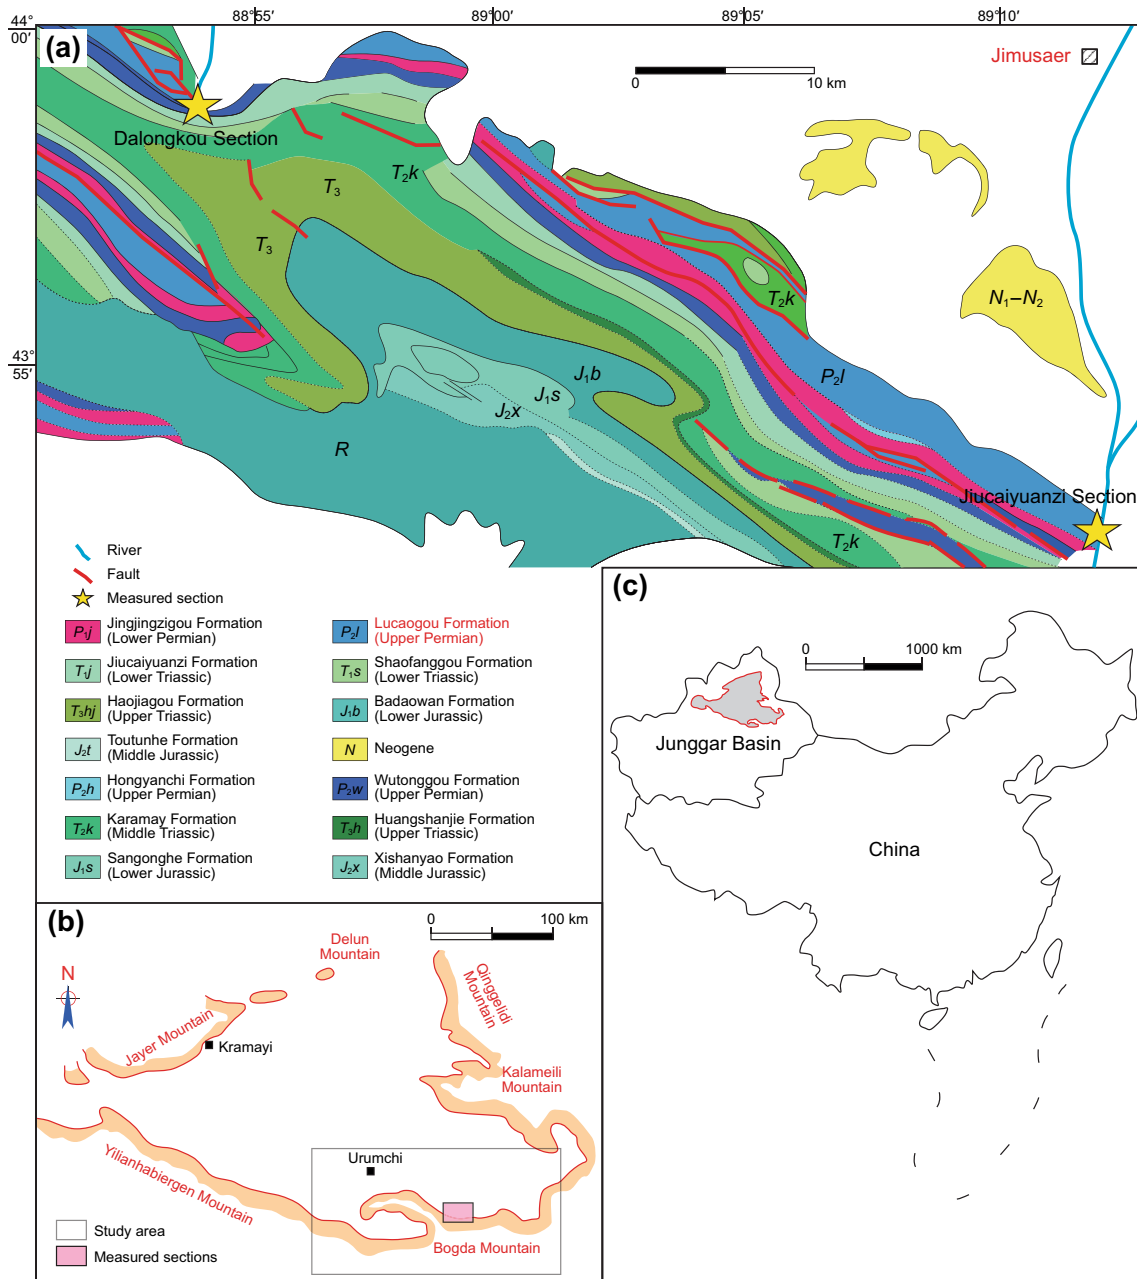 88°55′
89°00′
89°05′
89°10′
44°
00′
(a)
Jimusaer
0
10 km
Dalongkou Section
T3
T2k
T3
T2k
N1–N2
43°
55′
P2l
J1b
J1s
J2x
R
Jiucaiyuanzi Section
T2k
River
Fault
Measured section
P1j
Jingjingzigou Formation
(Lower Permian)
P2l
Lucaogou Formation
(Upper Permian)
T1j
Jiucaiyuanzi Formation
(Lower Triassic)
T1s
Shaofanggou Formation
(Lower Triassic)
T3hj
Haojiagou Formation
(Upper Triassic)
J1b
Badaowan Formation
(Lower Jurassic)
J2t
Toutunhe Formation
(Middle Jurassic)
N
Neogene
P2h
Hongyanchi Formation
(Upper Permian)
P2w
Wutonggou Formation
(Upper Permian)
T2k
Karamay Formation
(Middle Triassic)
T3h
Huangshanjie Formation
(Upper Triassic)
J1s
Sangonghe Formation
(Lower Jurassic)
J2x
Xishanyao Formation
(Middle Jurassic)
(c)
0
1000 km
Junggar Basin
China
(b)
0
100 km
N
Delun
Mountain
Qinggelidi
Mountain
Jayer Mountain
Kramayi
Kalameili
Mountain
Yilianhabiergen Mountain
Urumchi
Bogda Mountain
Study area
Measured sections